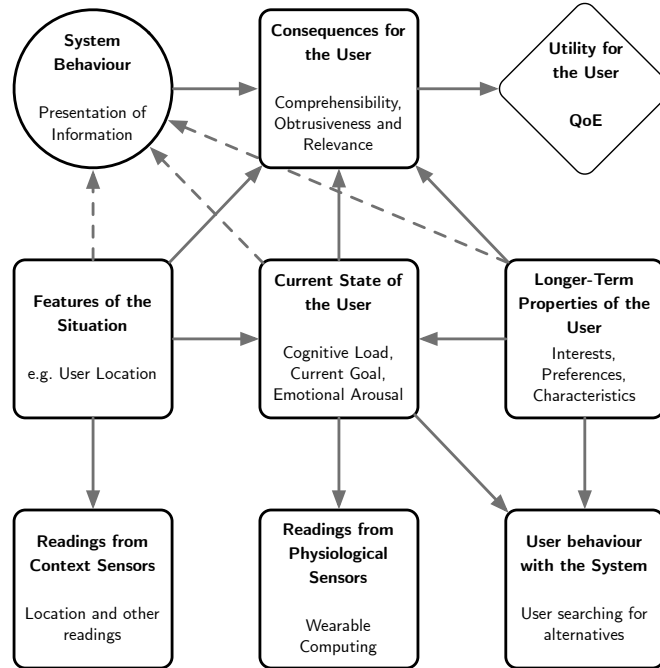 System
Behaviour
Presentation of
Information
Consequences for
the User
Comprehensibility,
Obtrusiveness and
Relevance
Utility for
the User
QoE
Features of the
Situation
e.g. User Location
Current State of
the User
Cognitive Load,
Current Goal,
Emotional Arousal
Longer-Term
Properties of the
User
Interests,
Preferences,
Characteristics
Readings from
Context Sensors
Location and other
readings
Readings from
Physiological
Sensors
Wearable
Computing
User behaviour
with the System
User searching for
alternatives